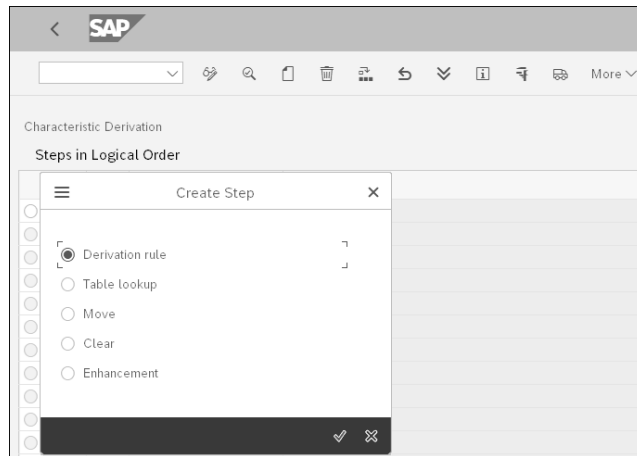 SAP
More
Characteristic Derivation
Steps in Logical Order
Create Step
Derivation rule
Table lookup
Move
Clear
Enhancement